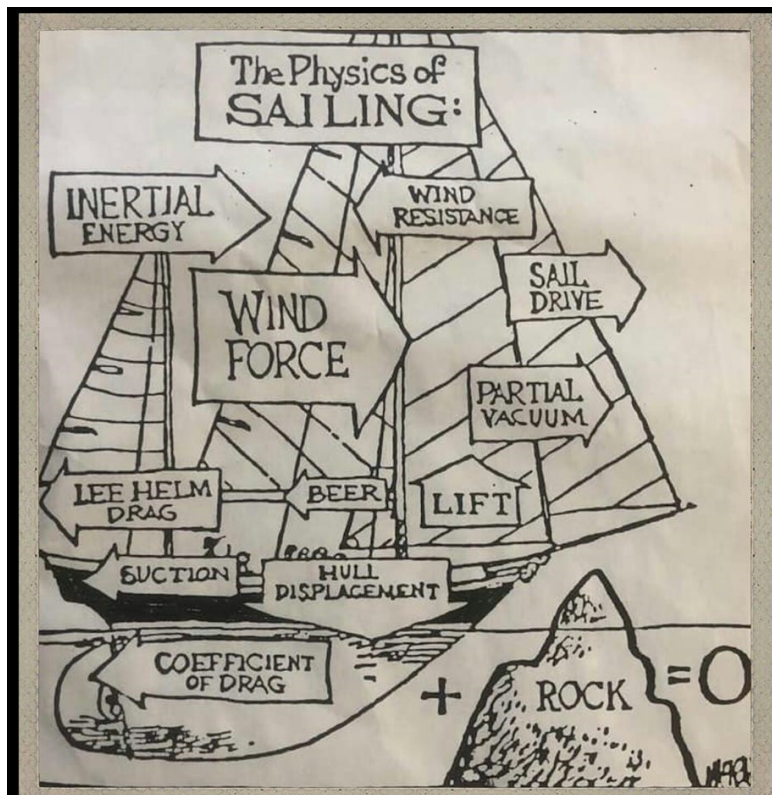 The Physics of
SAILING:
INERTIAL
ENERGY
WIND
RESISTANCE
SAIL
DRIVE
WIND
FORCE
PARTIAL
VACUUM
LEE HELM
DRAG
BEER
LIFT
SUCTION
HULL
DISPLACEMENT
COEFFICIENT
OF DRAG
+ ROCK =0